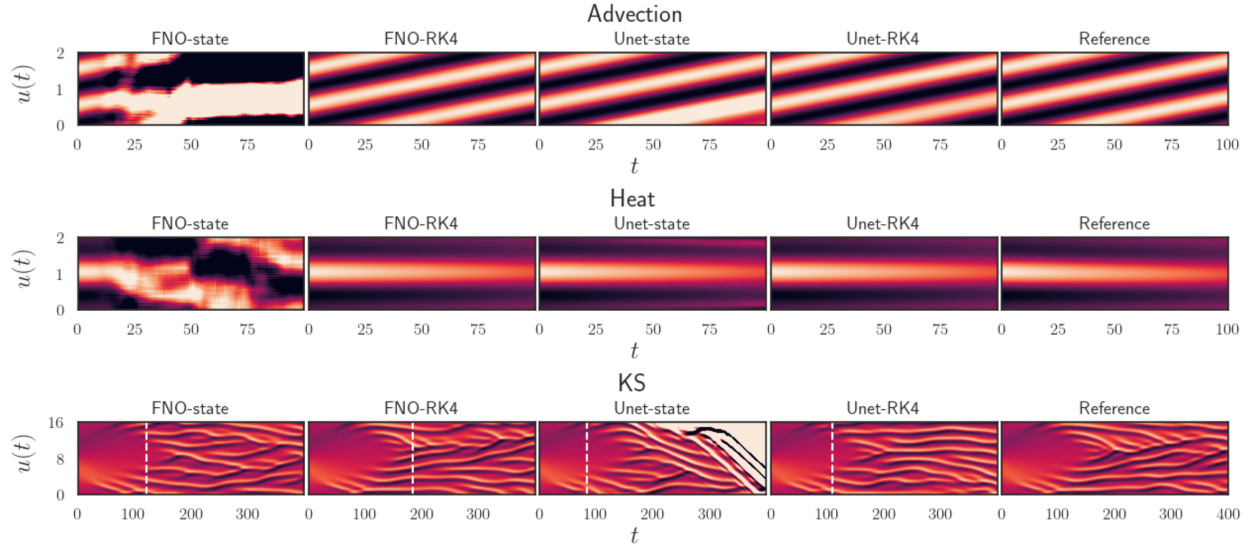 Advection
FNO-state FNO-RK4 Unet-state Unet-RK4 Reference
2
u(t) 1
0
0 25 50 75 0 25 50 75 0 25 50 75 0 25 50 75 0 25 50 75 100
t
Heat
FNO-state FNO-RK4 Unet-state Unet-RK4 Reference
2
u(t) 1
0
0 25 50 75 0 25 50 75 0 25 50 75 0 25 50 75 0 25 50 75 100
t
KS
FNO-state FNO-RK4 Unet-state Unet-RK4 Reference
16
u(t) 8
0
0 100 200 300 0 100 200 300 0 100 200 300 0 100 200 300 0 100 200 300 400
t